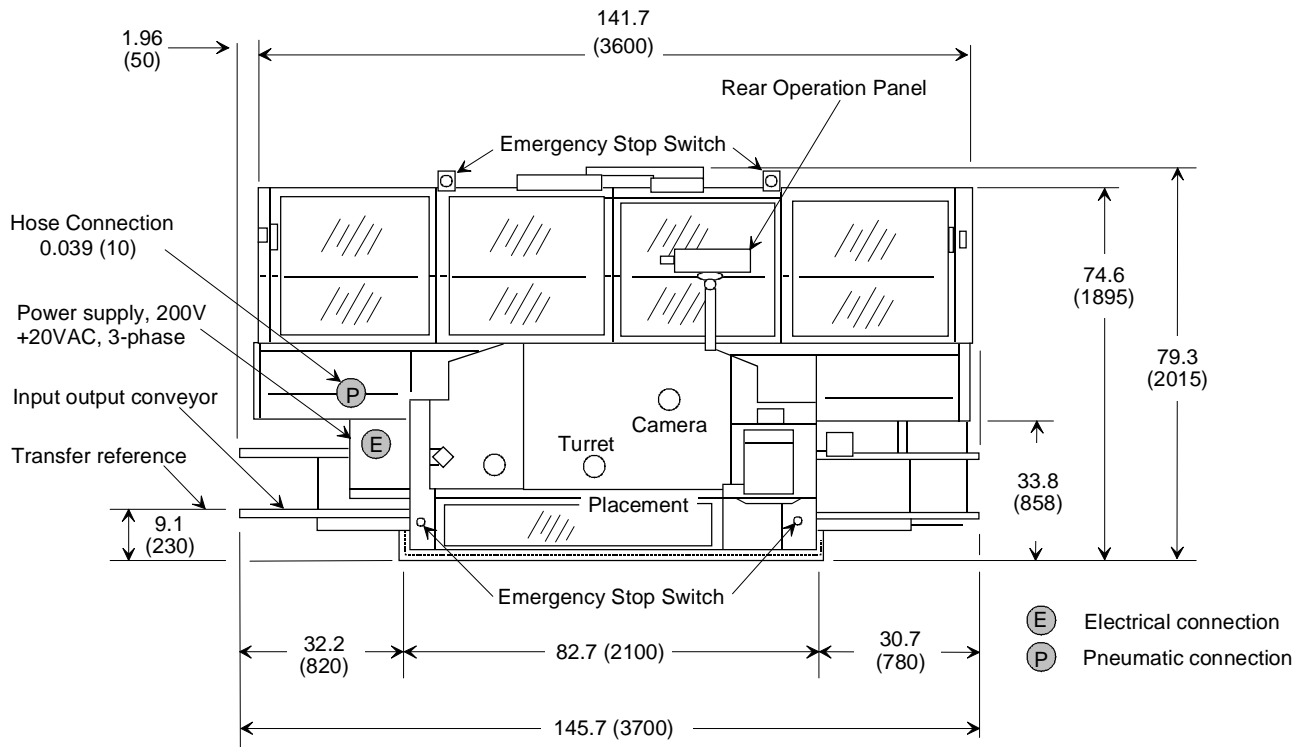 141.7
(3600)
1.96
(50)
Rear Operation Panel
Emergency Stop Switch
Hose Connection
0.039 (10)
Power supply, 200V
+20VAC, 3-phase
Input output conveyor
Transfer reference
9.1
(230)
P
E
Camera
Turret
Placement
74.6
(1895)
79.3
(2015)
33.8
(858)
Emergency Stop Switch
32.2
(820)
82.7 (2100)
30.7
(780)
145.7 (3700)
E Electrical connection
P Pneumatic connection